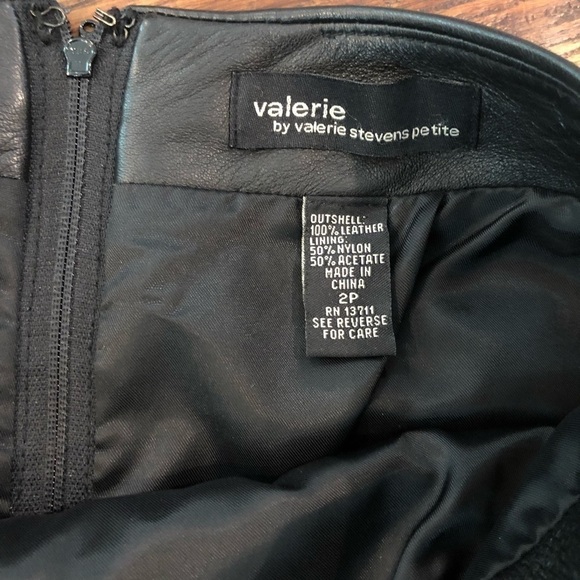 valerie
by valerie stevens petite
OUTSHELL:
100% LEATHER
LINING:
50% NYLON
50% ACETATE
MADE IN
CHINA
2P
RN 13711
SEE REVERSE
FOR CARE